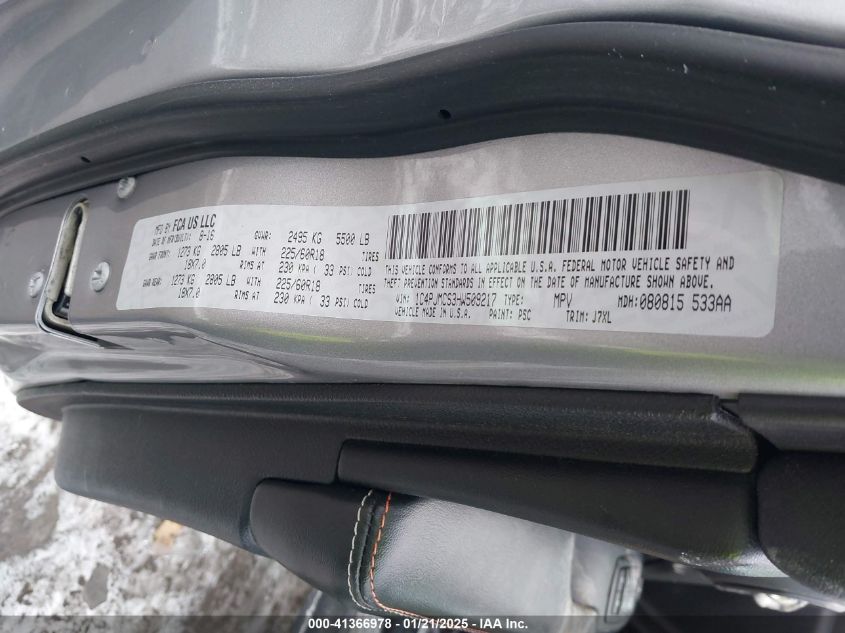 MFD BY: FCA US LLC
DATE OF MFR(BUILT): 8-16
GVWR: 2495 KG 5500 LB
GAWR FRONT: 1273 KG 2805 LB WITH 225/60R18 TIRES
18X7.0 RIMS AT 230 KPA ( 33 PSI) COLD
GAWR REAR: 1273 KG 2805 LB WITH 225/60R18 TIRES
18X7.0 RIMS AT 230 KPA ( 33 PSI) COLD
THIS VEHICLE CONFORMS TO ALL APPLICABLE U.S.A. FEDERAL MOTOR VEHICLE SAFETY AND
THEFT PREVENTION STANDARDS IN EFFECT ON THE DATE OF MANUFACTURE SHOWN ABOVE.
VIN: 1C4PJMCS3HW509217 TYPE: MPV MDH: 080815 533AA
VEHICLE MADE IN U.S.A. PAINT: PSC TRIM: J7XL
000-41366978 - 01/21/2025 - IAAI - www.iaai.com